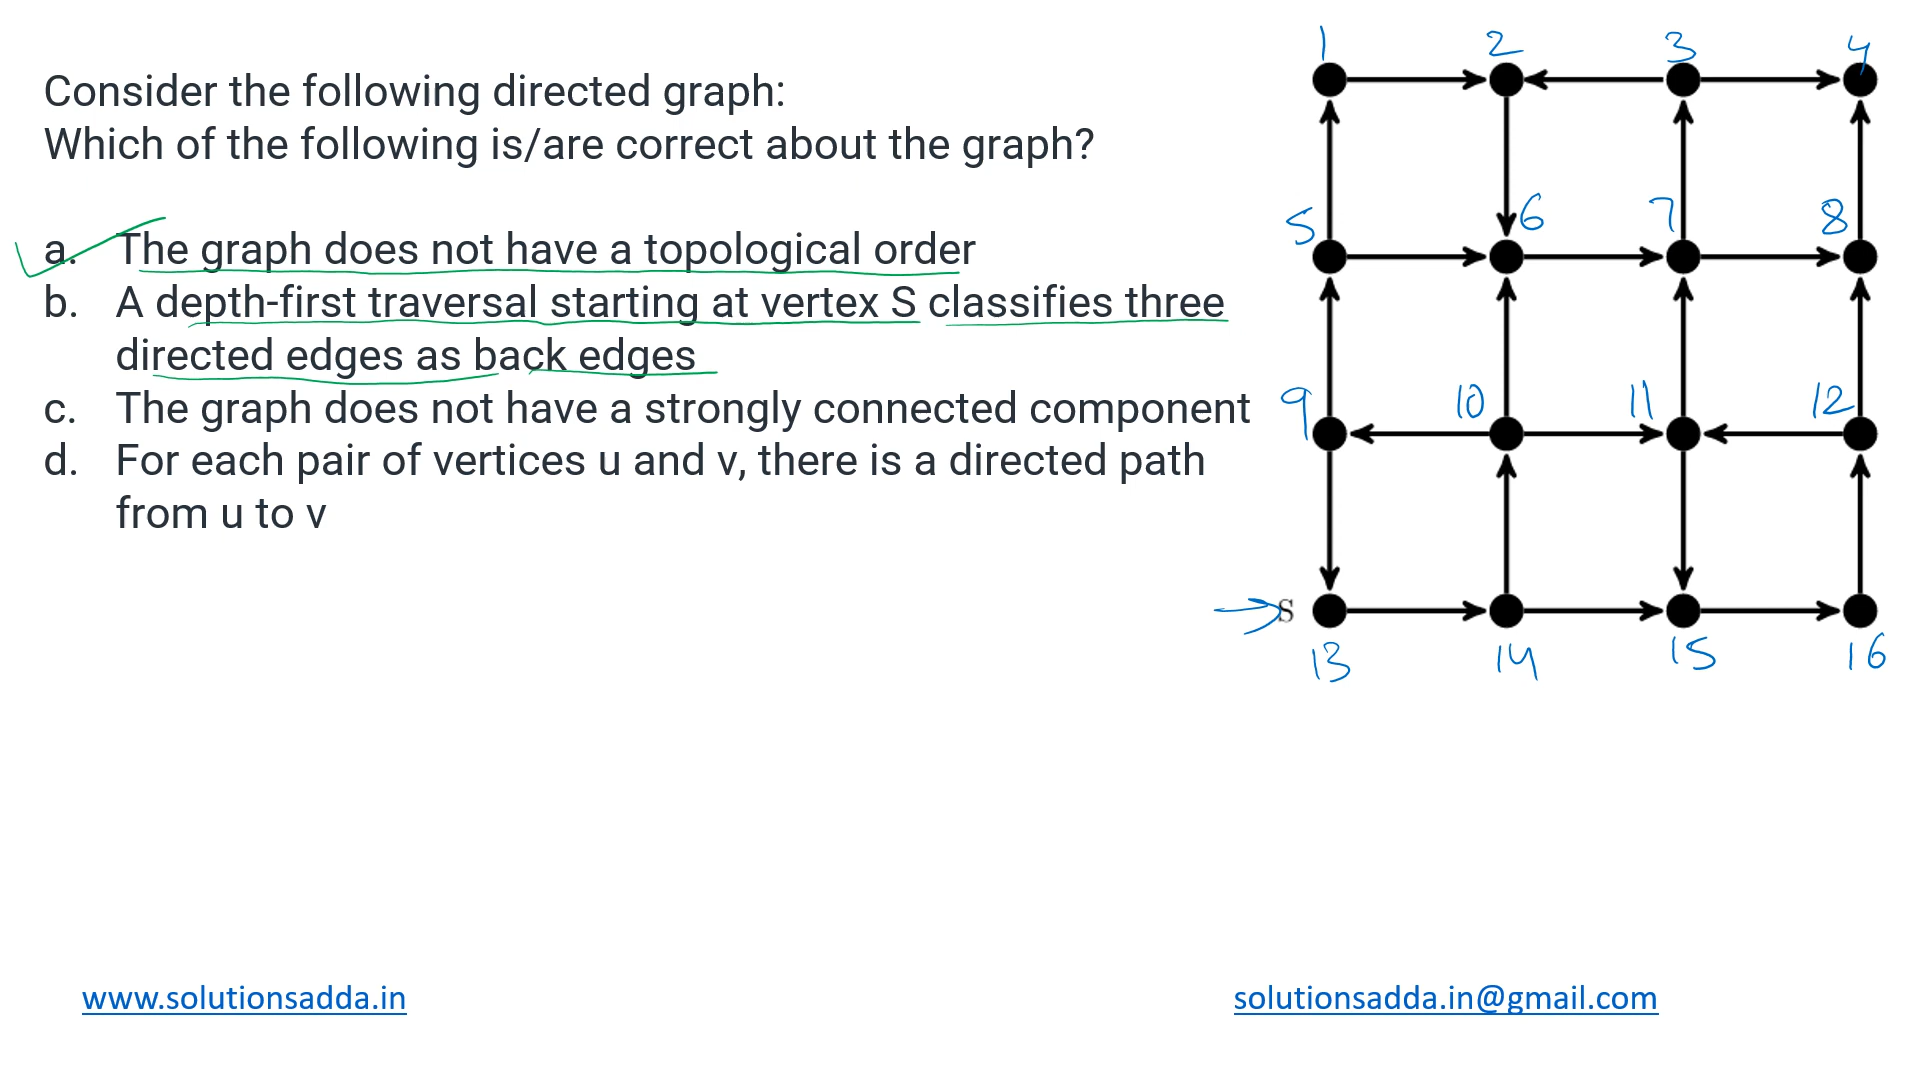 Consider the following directed graph:
Which of the following is/are correct about the graph?
a. The graph does not have a topological order
b. A depth-first traversal starting at vertex S classifies three
directed edges as back edges
c. The graph does not have a strongly connected component
d. For each pair of vertices u and v, there is a directed path
from u to v
1 2 3 4
5 6 7 8
9 10 11 12
S
13 14 15 16
www.solutionsadda.in
solutionsadda.in@gmail.com